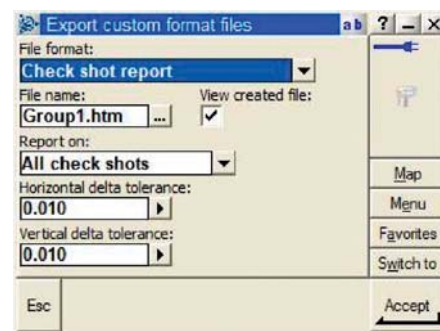 Export custom format files
ab
?
File format:
Check shot report
File name:
View created file:
Group1.htm
...
Report on:
All check shots
Horizontal delta tolerance:
0.010
Vertical delta tolerance:
0.010
Map
Menu
Favorites
Switch to
Esc
Accept